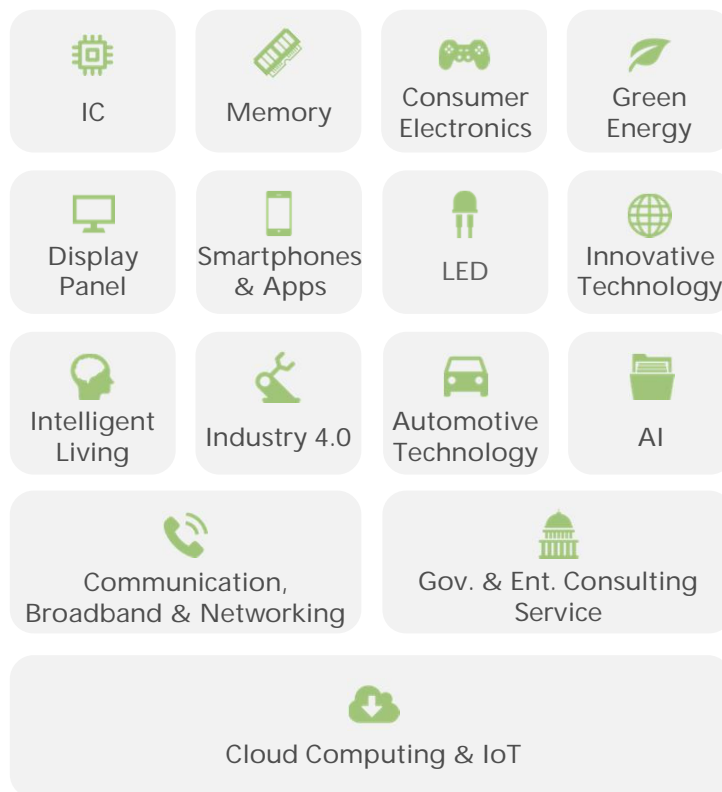 IC
Memory
Consumer
Electronics
Green
Energy
Display
Panel
Smartphones
& Apps
LED
Innovative
Technology
Intelligent
Living
Industry 4.0
Automotive
Technology
AI
Communication,
Broadband & Networking
Gov. & Ent. Consulting
Service
Cloud Computing & IoT